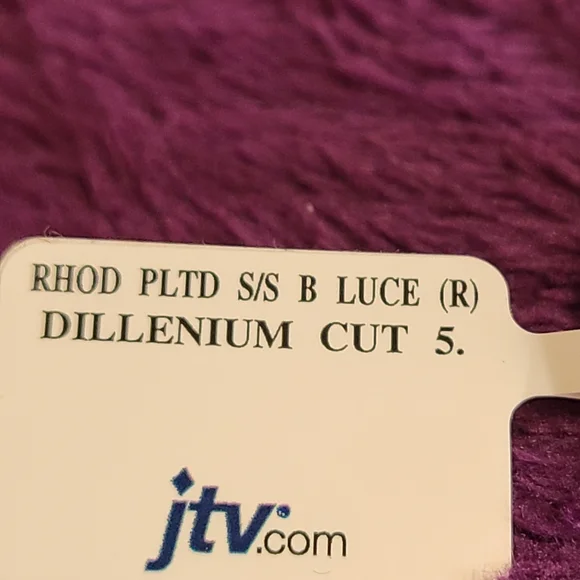 RHOD PLTD S/S B LUCE (R)
DILLENIUM CUT 5.
jtv.com